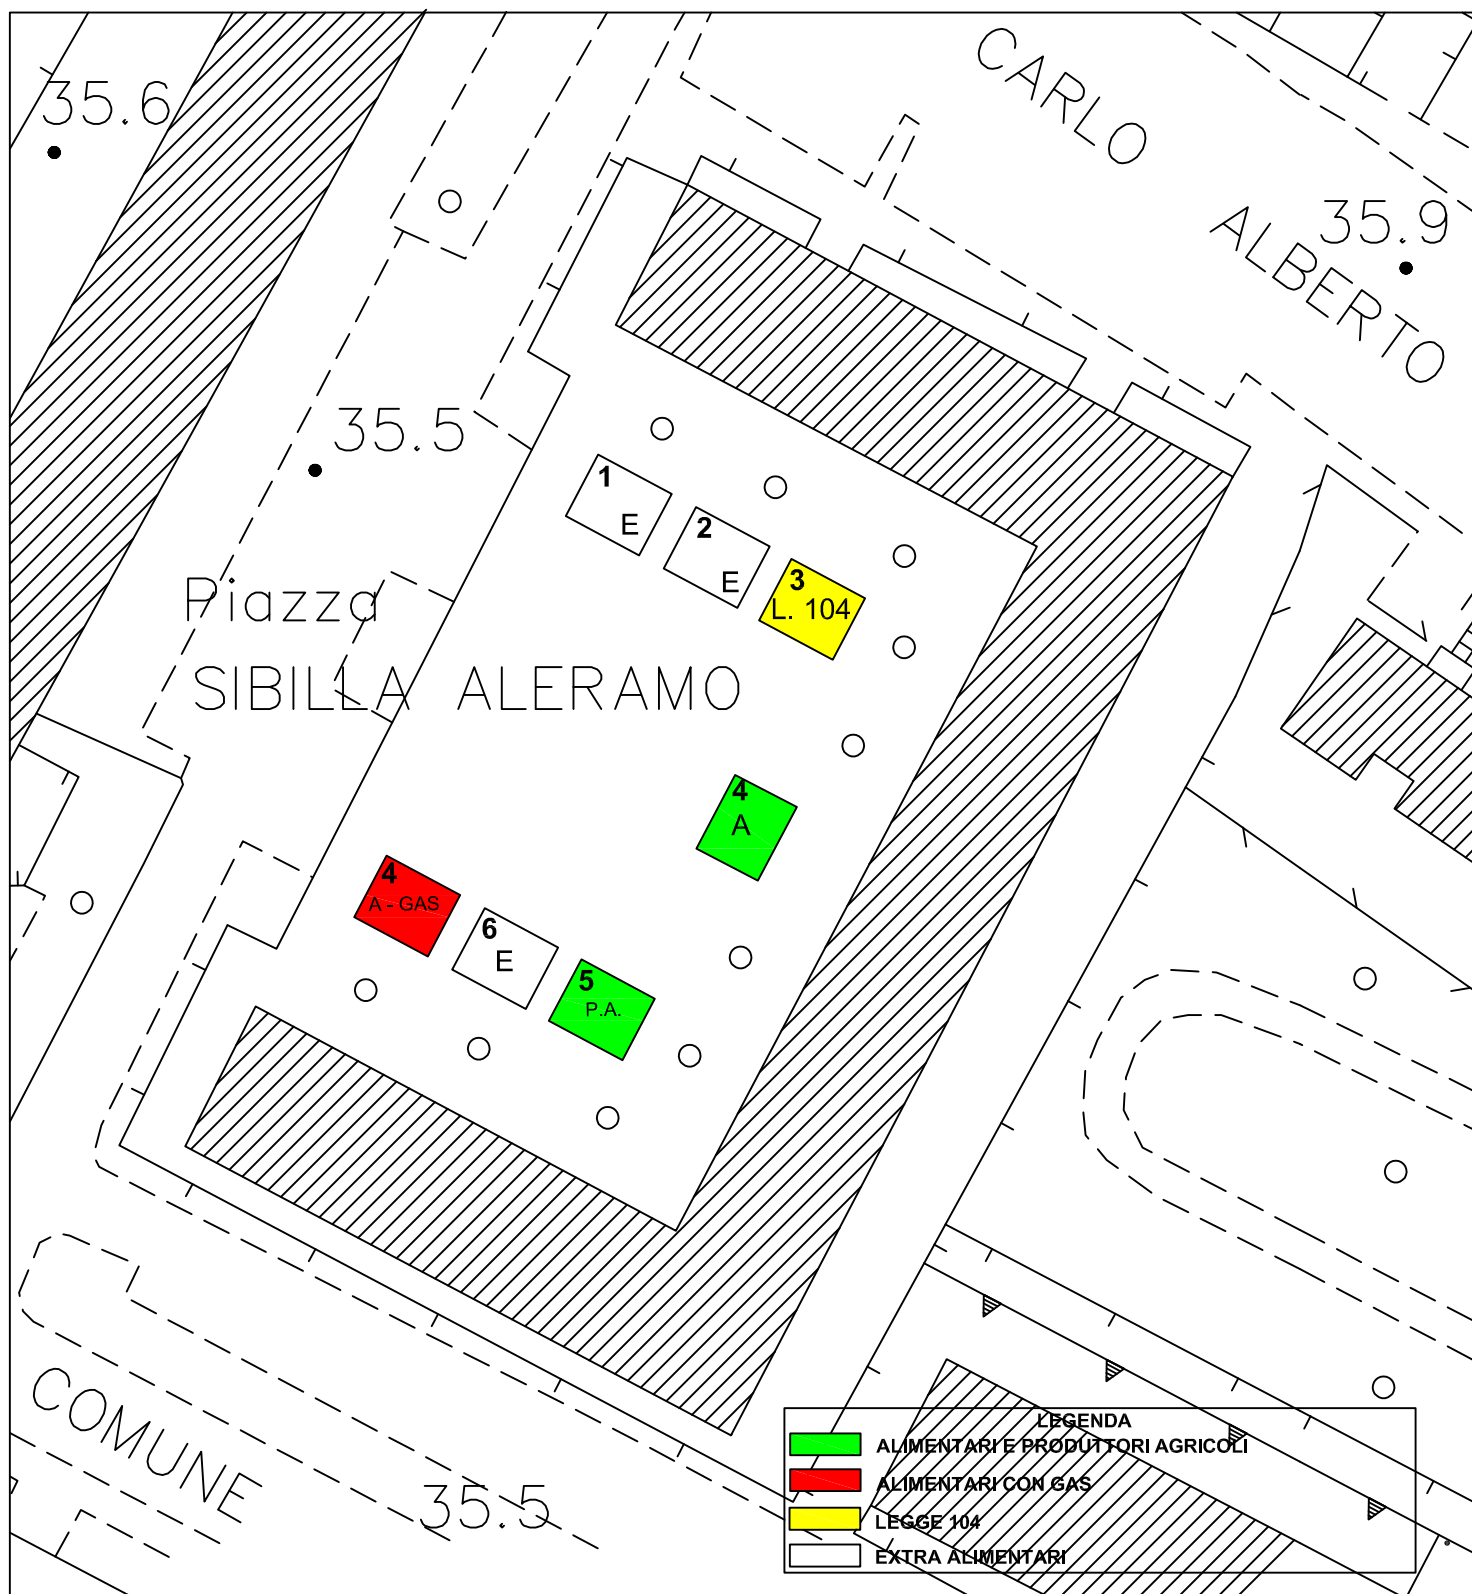 CARLO
ALBERTO
35.6
35.9
35.5
Piazza
SIBILLA ALERAMO
1
E
2
E
3
L. 104
4
A
4
A - GAS
6
E
5
P.A.
COMUNE
35.5
LEGENDA
ALIMENTARI E PRODUTTORI AGRICOLI
ALIMENTARI CON GAS
LEGGE 104
EXTRA ALIMENTARI